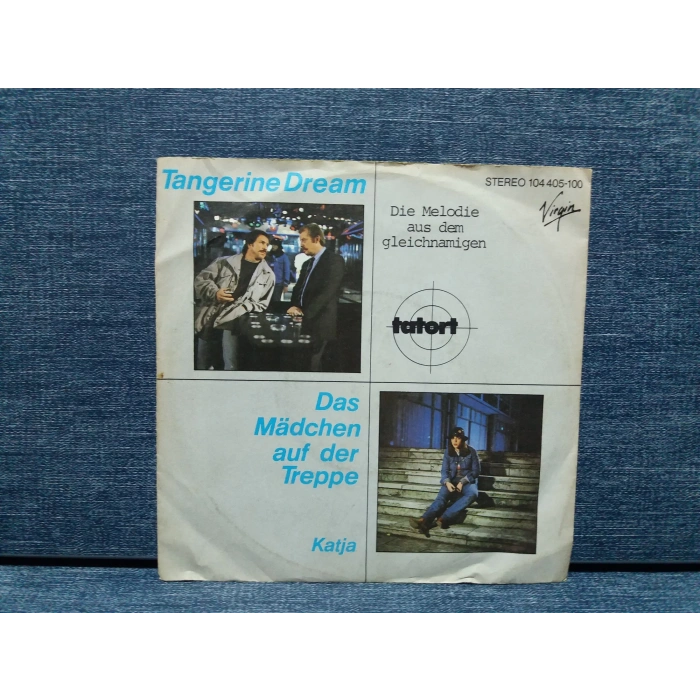 Tangerine Dream
STEREO 104 405-100
Virgin
Die Melodie
aus dem
gleichnamigen
tatort
Das
Mädchen
auf der
Treppe
Katja